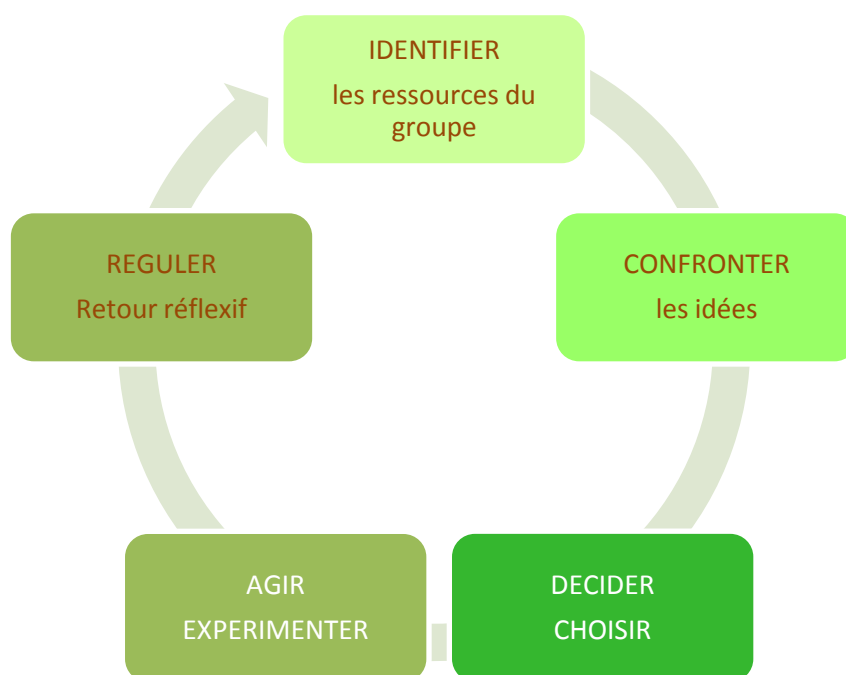 IDENTIFIER
les ressources du
groupe
CONFRONTER
les idées
DECIDER
CHOISIR
AGIR
EXPERIMENTER
REGULER
Retour réflexif